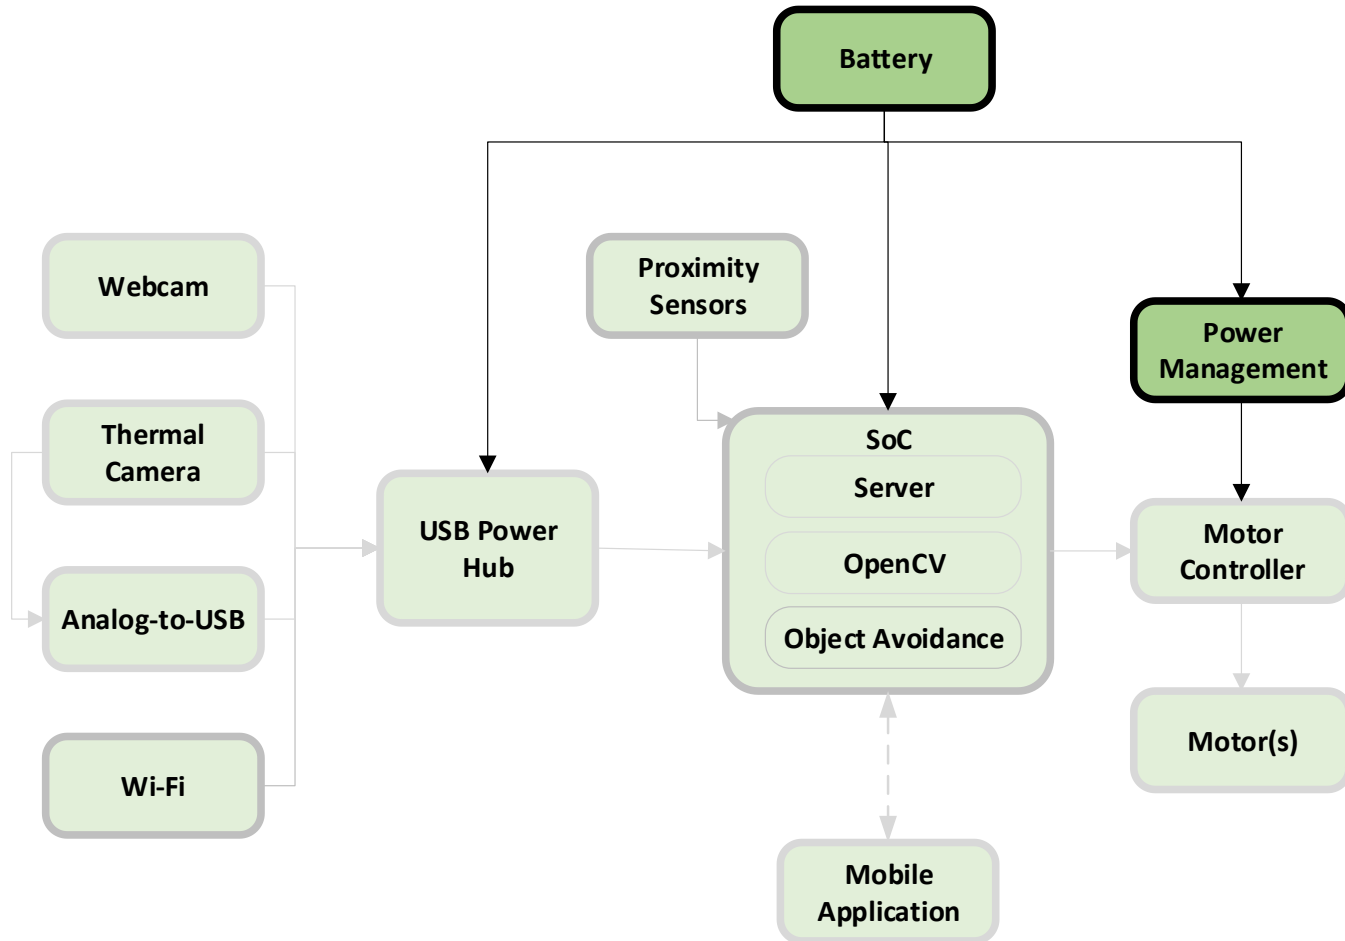 Battery
Webcam
Proximity
Sensors
Power
Management
Thermal
Camera
SoC
Server
USB Power
Hub
OpenCV
Motor
Controller
Analog-to-USB
Object Avoidance
Wi-Fi
Motor(s)
Mobile
Application